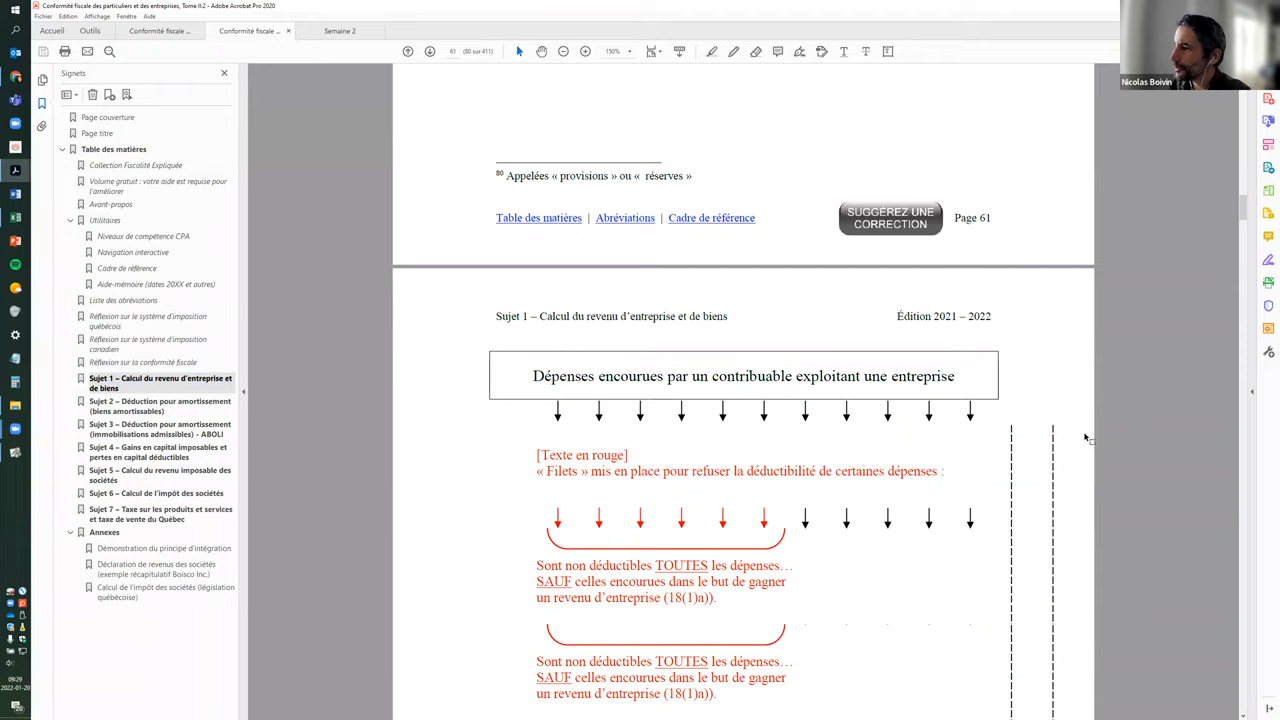 Conformité fiscale des particuliers et des entreprises, Tome II:2 - Adobe Acrobat Pro 2020
Fichier Edition Affichage Fenêtre Aide
Accueil Outils Conformité fiscale ... Conformité fiscale ... × Semaine 2
61 (80 sur 411) 150%
Signets
Page couverture
Page titre
Table des matières
Collection Fiscalité Expliquée
Volume gratuit : votre aide est requise pour
l'améliorer
Avant-propos
Utilitaires
Niveaux de compétence CPA
Navigation interactive
Cadre de référence
Aide-mémoire (dates 20XX et autres)
Liste des abréviations
Réflexion sur le système d'imposition
québécois
Réflexion sur le système d'imposition
canadien
Réflexion sur la conformité fiscale
Sujet 1 – Calcul du revenu d'entreprise et
de biens
Sujet 2 – Déduction pour amortissement
(biens amortissables)
Sujet 3 – Déduction pour amortissement
(immobilisations admissibles) - ABOLI
Sujet 4 – Gains en capital imposables et
pertes en capital déductibles
Sujet 5 – Calcul du revenu imposable des
sociétés
Sujet 6 – Calcul de l'impôt des sociétés
Sujet 7 – Taxe sur les produits et services
et taxe de vente du Québec
Annexes
Démonstration du principe d'intégration
Déclaration de revenus des sociétés
(exemple récapitulatif Boisco Inc.)
Calcul de l'impôt des sociétés (législation
québécoise)
80 Appelées « provisions » ou « réserves »
Table des matières | Abréviations | Cadre de référence
SUGGÉREZ UNE
CORRECTION
Page 61
Sujet 1 – Calcul du revenu d'entreprise et de biens
Édition 2021 – 2022
Dépenses encourues par un contribuable exploitant une entreprise
[Texte en rouge]
« Filets » mis en place pour refuser la déductibilité de certaines dépenses :
Sont non déductibles TOUTES les dépenses…
SAUF celles encourues dans le but de gagner
un revenu d'entreprise (18(1)a)).
Sont non déductibles TOUTES les dépenses…
SAUF celles encourues dans le but de gagner
un revenu d'entreprise (18(1)a)).
Nicolas Boivin
09:29
2022-01-20